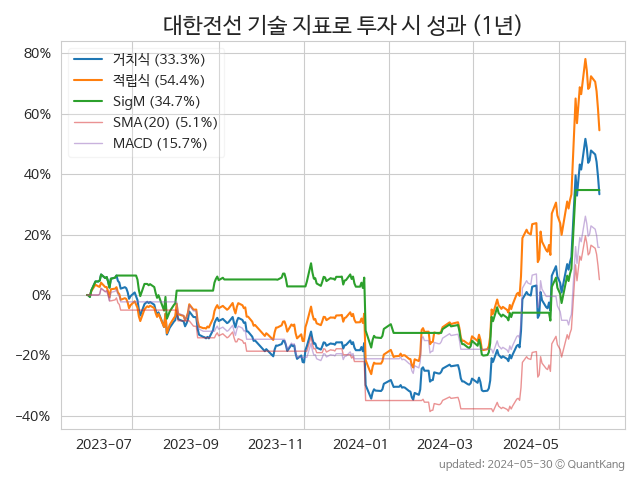 대한전선 기술 지표로 투자 시 성과 (1년)
거치식 (33.3%)
적립식 (54.4%)
SigM (34.7%)
SMA(20) (5.1%)
MACD (15.7%)
80%
60%
40%
20%
0%
−20%
−40%
2023-07 2023-09 2023-11 2024-01 2024-03 2024-05
updated: 2024-05-30 © QuantKang